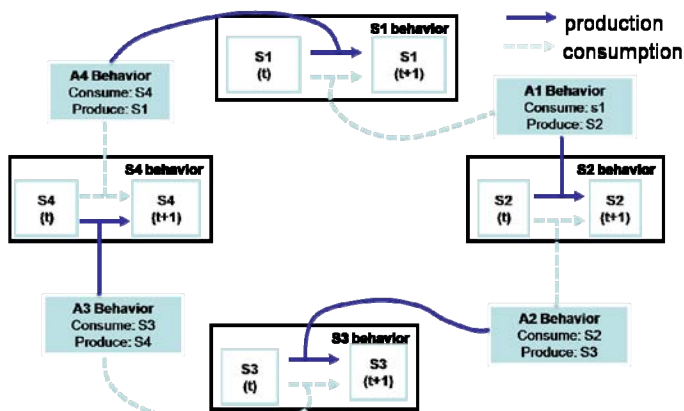 production
consumption
S1 behavior
S1
(t)
S1
(t+1)
A4 Behavior
Consume: S4
Produce: S1
A1 Behavior
Consume: s1
Produce: S2
S4 behavior
S4
(t)
S4
(t+1)
S2 behavior
S2
(t)
S2
(t+1)
A3 Behavior
Consume: S3
Produce: S4
A2 Behavior
Consume: S2
Produce: S3
S3 behavior
S3
(t)
S3
(t+1)